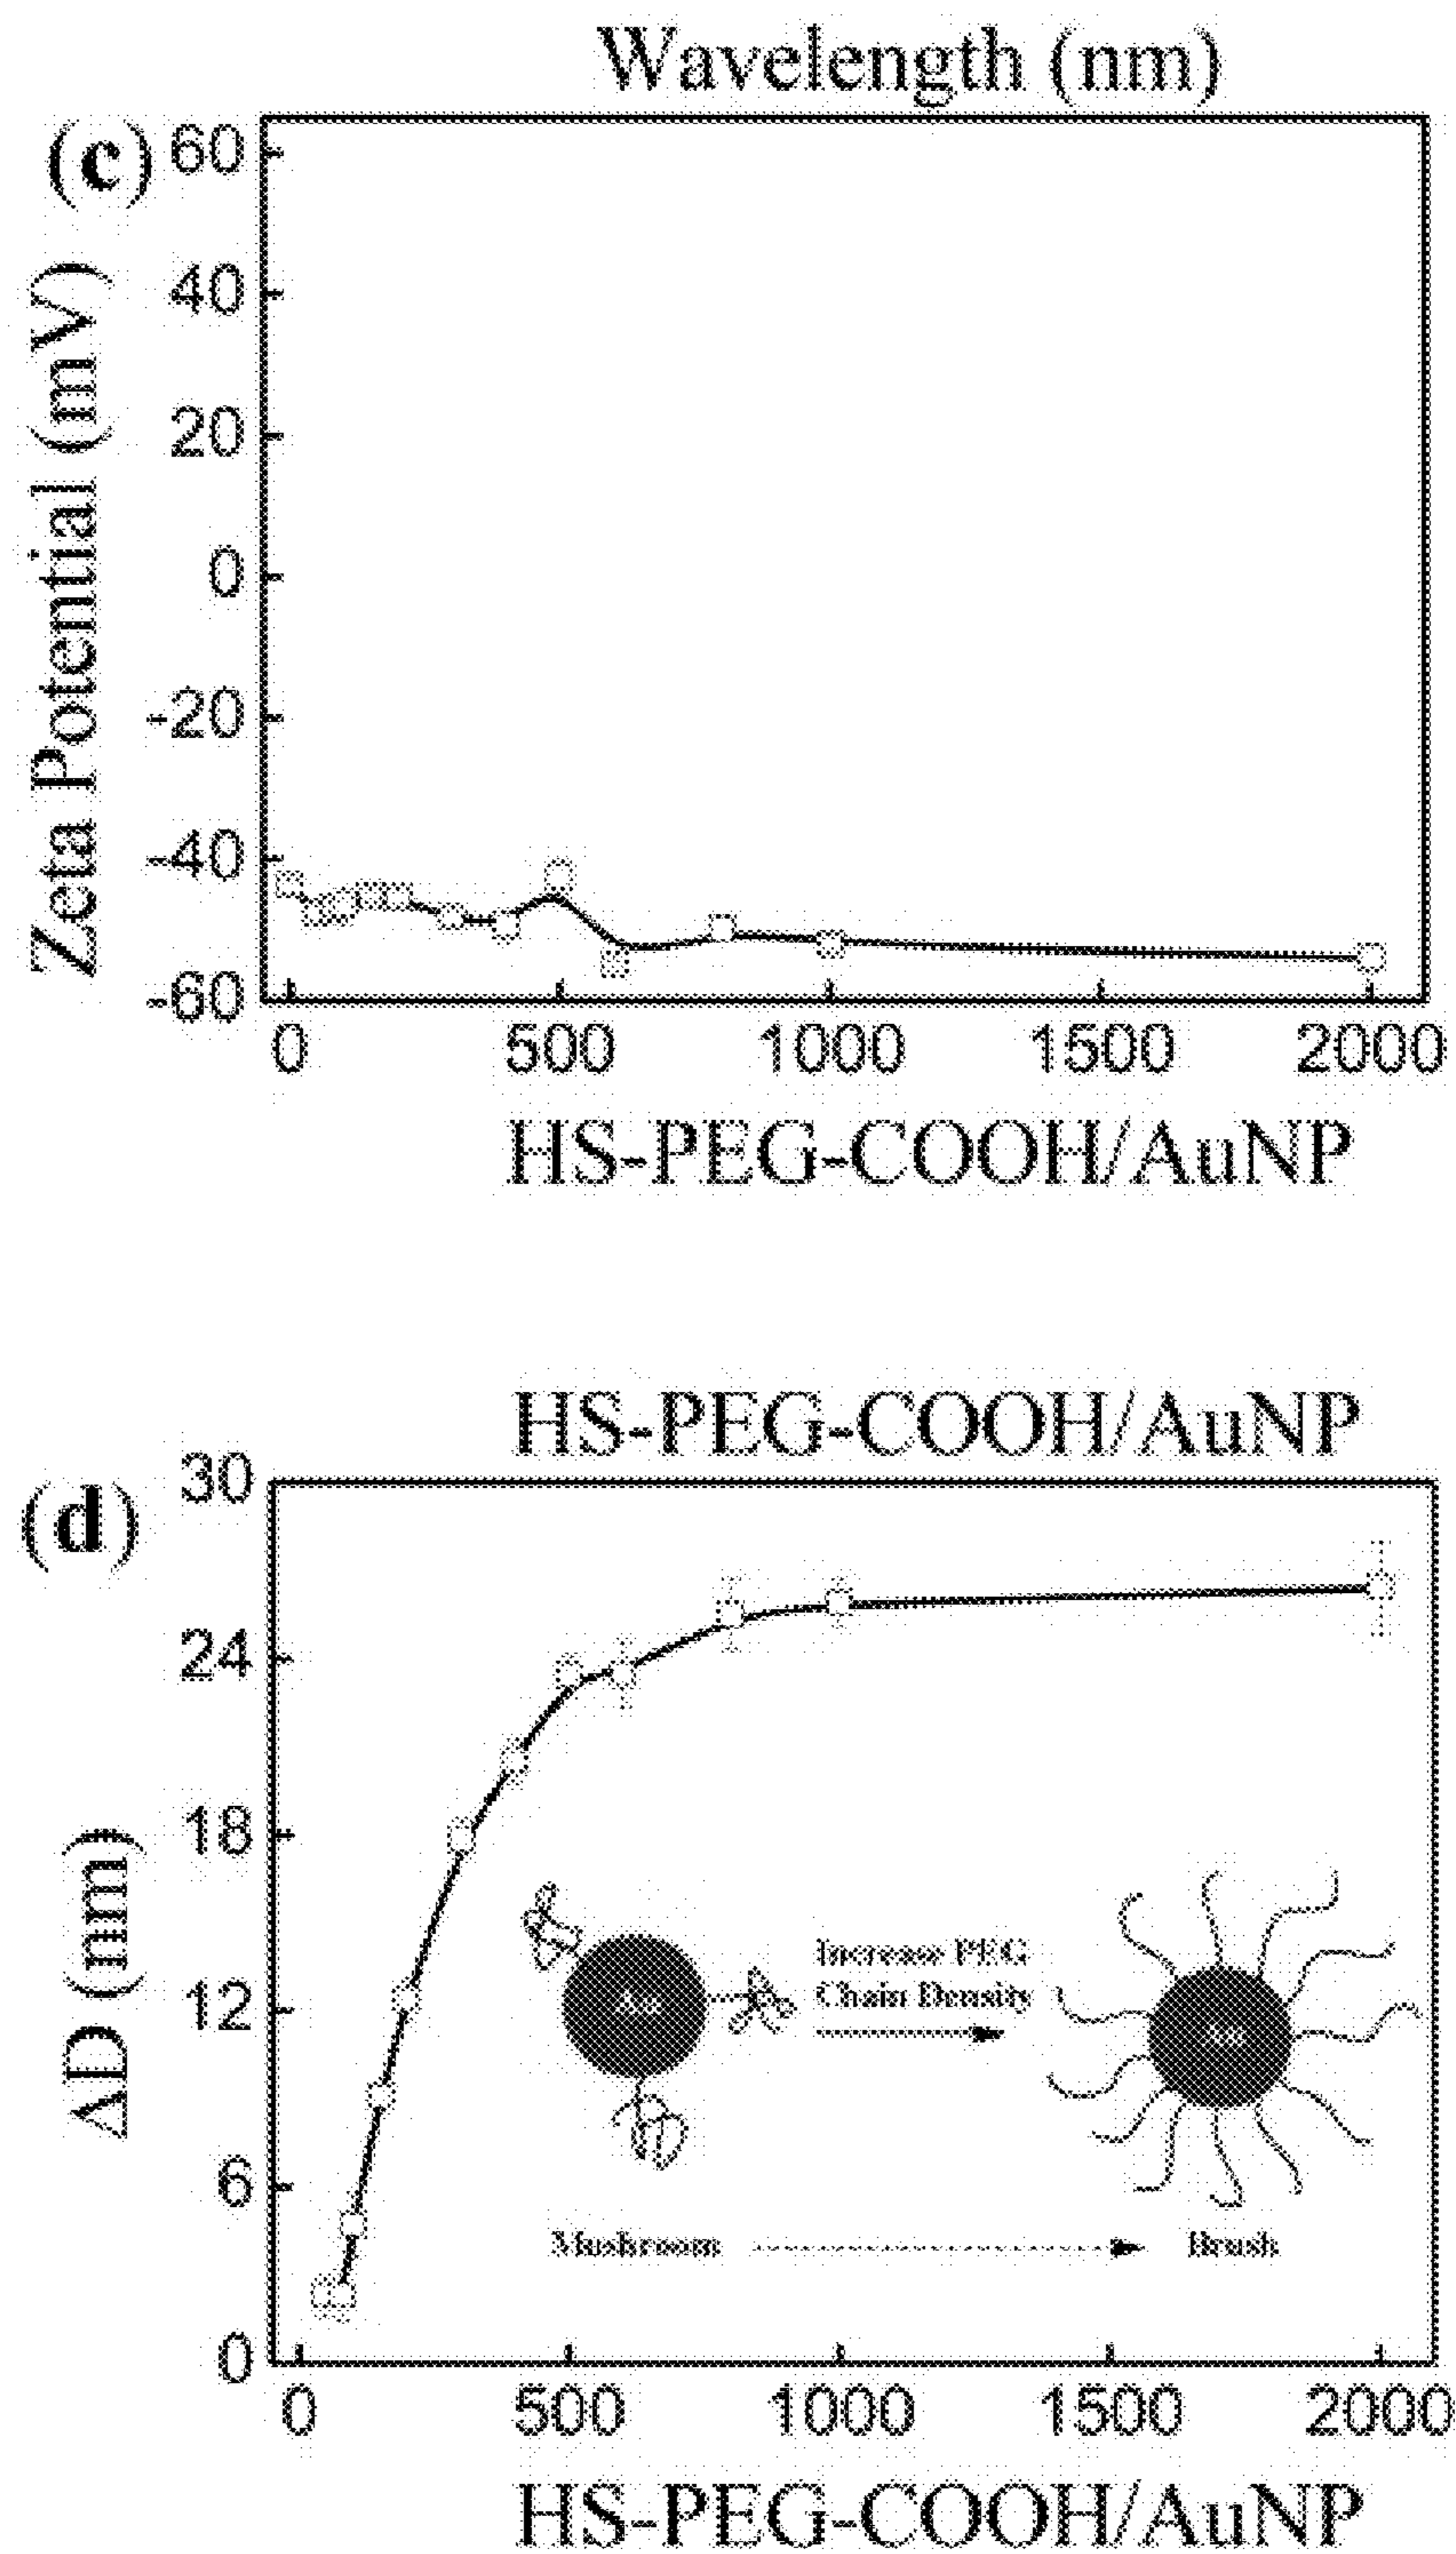 Wavelength (nm)
(c)
Zeta Potential (mV)
60
40
20
0
-20
-40
-60
0 500 1000 1500 2000
HS-PEG-COOH/AuNP
HS-PEG-COOH/AuNP
(d)
ΔD (nm)
30
24
18
12
6
0
Increase PEG
Chain Density
Mushroom Brush
0 500 1000 1500 2000
HS-PEG-COOH/AuNP